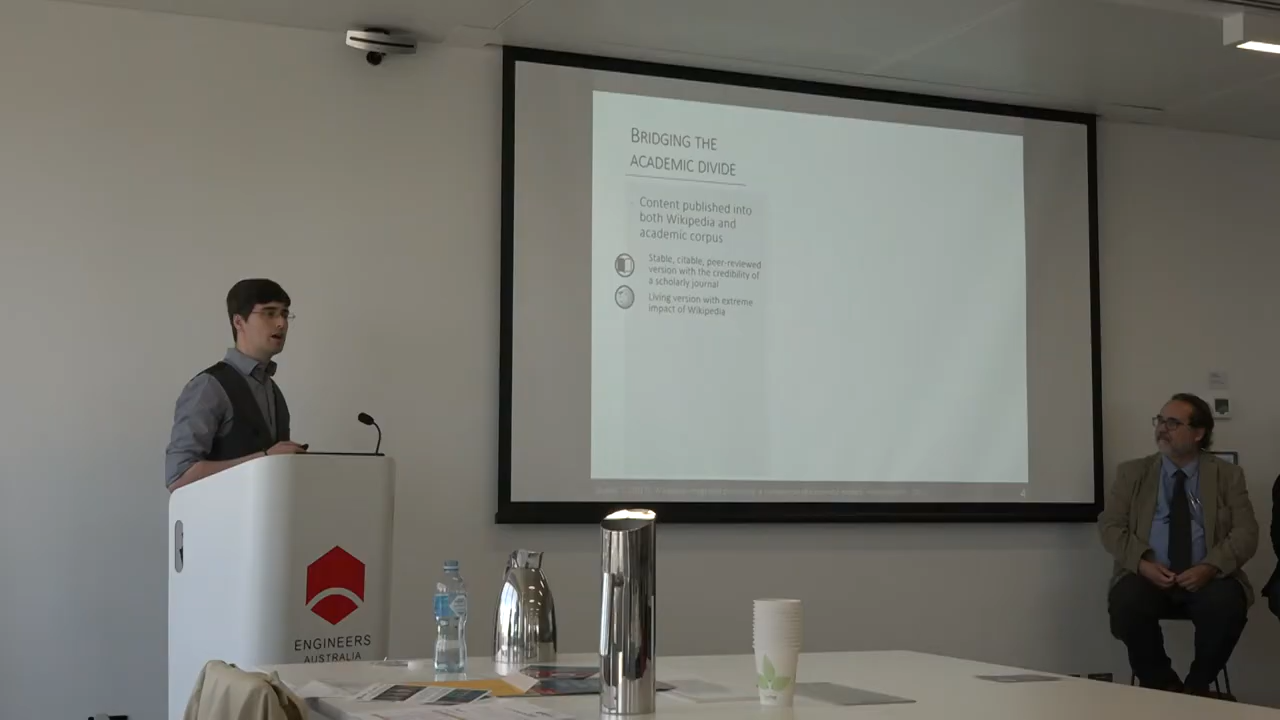 BRIDGING THE
ACADEMIC DIVIDE
Content published into
both Wikipedia and
academic corpus
Stable, citable, peer-reviewed
version with the credibility of
a scholarly journal
Living version with extreme
impact of Wikipedia
4
ENGINEERS
AUSTRALIA